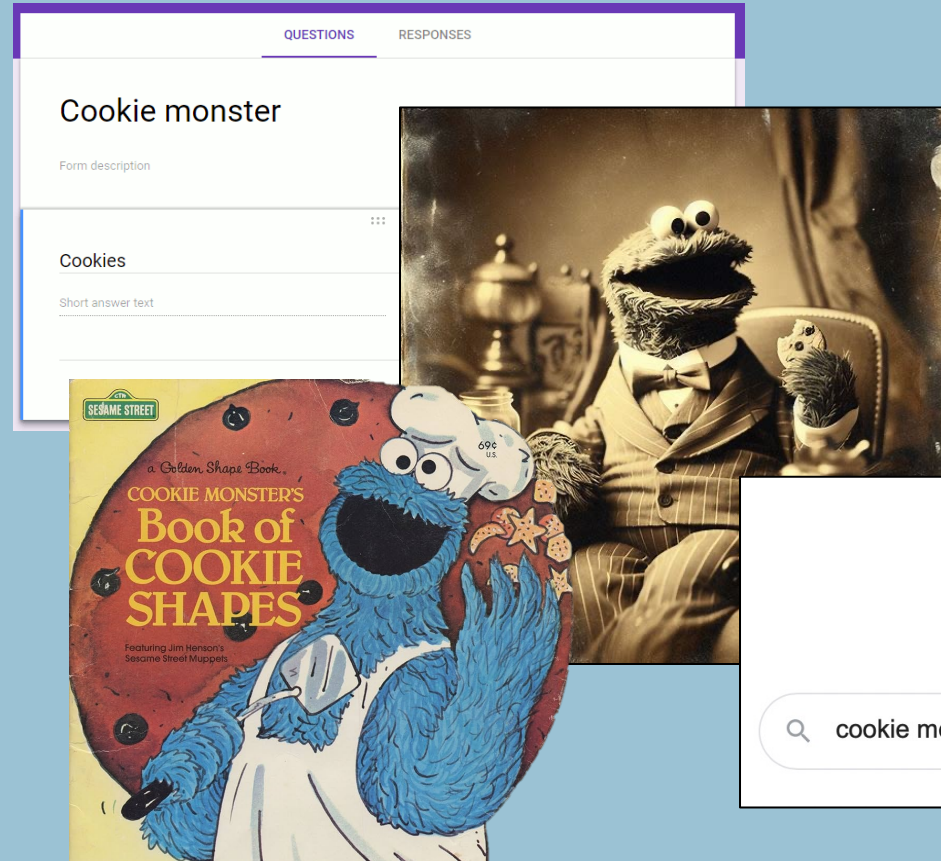 QUESTIONS RESPONSES
Cookie monster
Form description
Cookies
Short answer text
CTW
SESAME STREET
69¢
U.S.
a Golden Shape Book®
COOKIE MONSTER'S
Book of
COOKIE
SHAPES
Featuring Jim Henson's
Sesame Street Muppets
cookie m